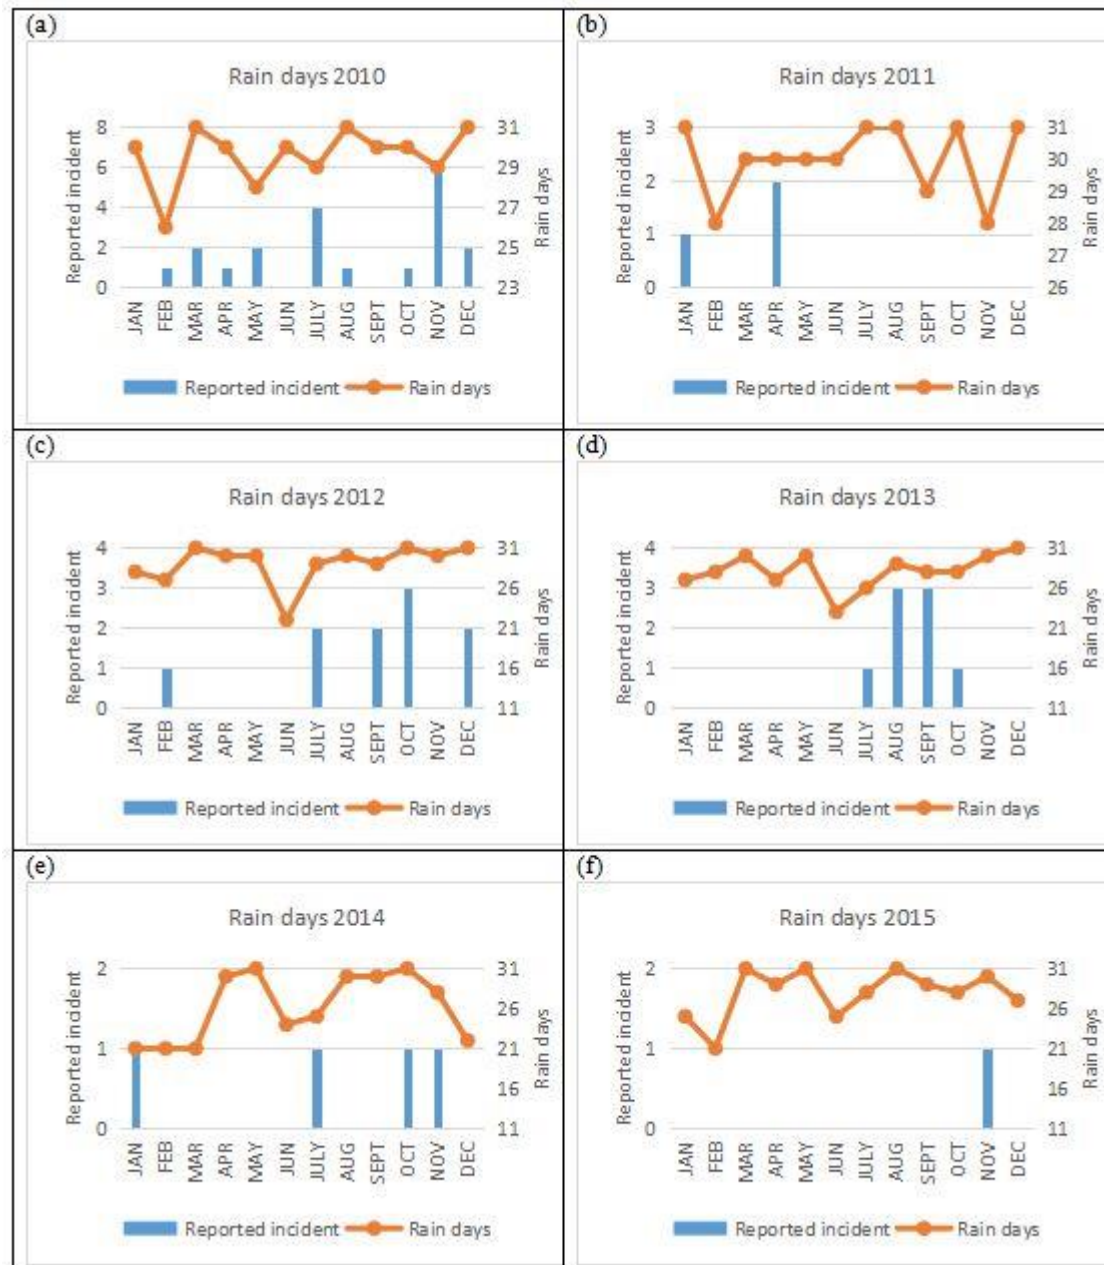 (a)
Rain days 2010
Reported incident
8
6
4
2
0
31
29
27
25
23
Rain days
JAN
FEB
MAR
APR
MAY
JUN
JULY
AUG
SEPT
OCT
NOV
DEC
Reported incident Rain days
(b)
Rain days 2011
Reported incident
3
2
1
0
31
30
29
28
27
26
Rain days
JAN
FEB
MAR
APR
MAY
JUN
JULY
AUG
SEPT
OCT
NOV
DEC
Reported incident Rain days
(c)
Rain days 2012
Reported incident
4
3
2
1
0
31
26
21
16
11
Rain days
JAN
FEB
MAR
APR
MAY
JUN
JULY
AUG
SEPT
OCT
NOV
DEC
Reported incident Rain days
(d)
Rain days 2013
Reported incident
4
3
2
1
0
31
26
21
16
11
Rain days
JAN
FEB
MAR
APR
MAY
JUN
JULY
AUG
SEPT
OCT
NOV
DEC
Reported incident Rain days
(e)
Rain days 2014
Reported incident
2
1
0
31
26
21
16
11
Rain days
JAN
FEB
MAR
APR
MAY
JUN
JULY
AUG
SEPT
OCT
NOV
DEC
Reported incident Rain days
(f)
Rain days 2015
Reported incident
2
1
0
31
26
21
16
11
Rain days
JAN
FEB
MAR
APR
MAY
JUN
JULY
AUG
SEPT
OCT
NOV
DEC
Reported incident Rain days